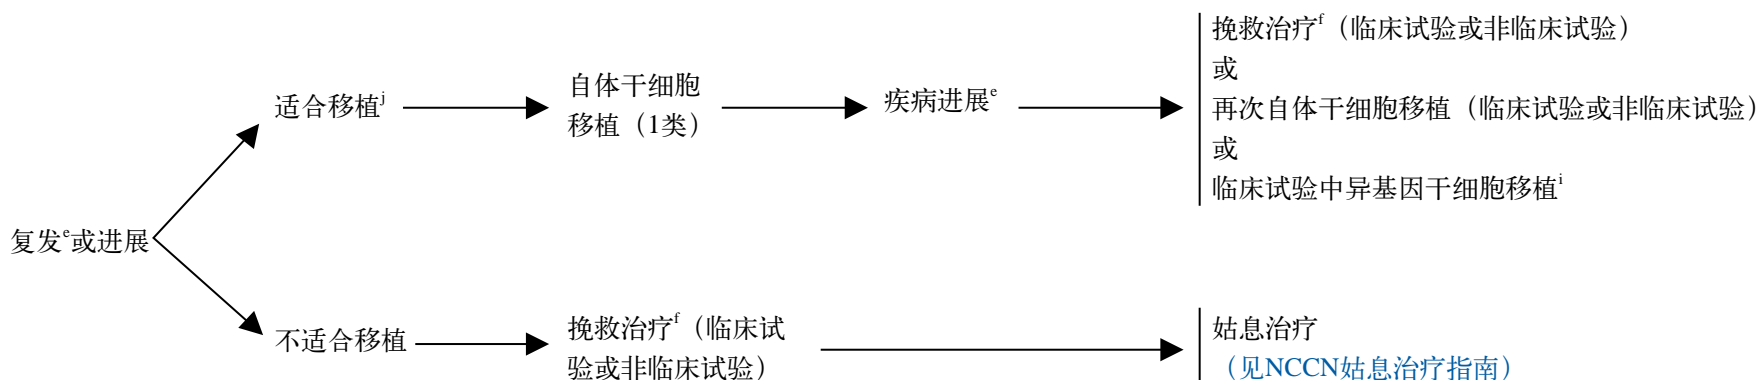 复发e或进展
适合移植j
自体干细胞
移植（1类）
疾病进展e
挽救治疗f（临床试验或非临床试验）
或
再次自体干细胞移植（临床试验或非临床试验）
或
临床试验中异基因干细胞移植i
不适合移植
挽救治疗f（临床试
验或非临床试验）
姑息治疗
（见NCCN姑息治疗指南）